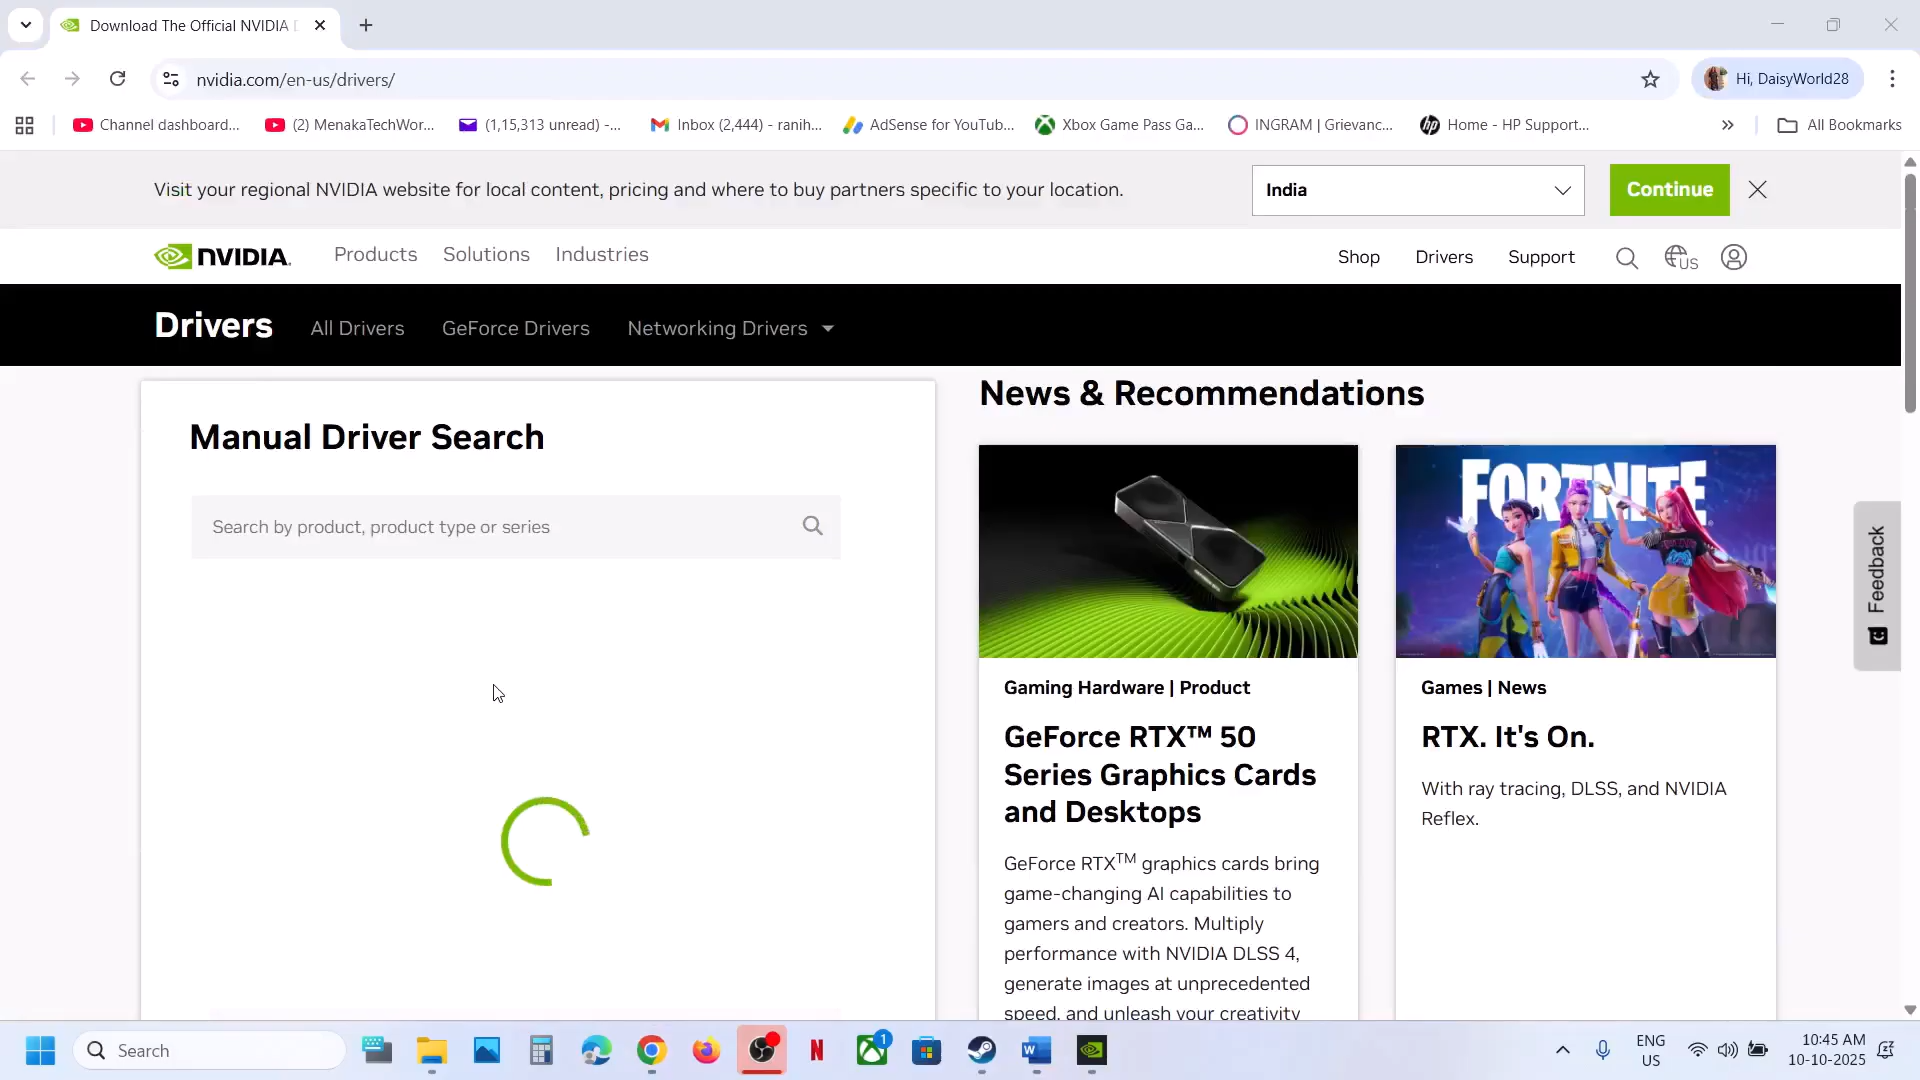 Download The Official NVIDIA
nvidia.com/en-us/drivers/
Hi, DaisyWorld28
Channel dashboard...
(2) MenakaTechWor...
(1,15,313 unread) -...
Inbox (2,444) - ranih...
AdSense for YouTub...
Xbox Game Pass Ga...
INGRAM | Grievanc...
Home - HP Support...
All Bookmarks
Visit your regional NVIDIA website for local content, pricing and where to buy partners specific to your location.
India
Continue
NVIDIA.
Products
Solutions
Industries
Shop
Drivers
Support
US
Drivers
All Drivers
GeForce Drivers
Networking Drivers
Manual Driver Search
Search by product, product type or series
News & Recommendations
FORTNITE
Gaming Hardware | Product
GeForce RTX™ 50
Series Graphics Cards
and Desktops
GeForce RTX™ graphics cards bring
game-changing AI capabilities to
gamers and creators. Multiply
performance with NVIDIA DLSS 4,
generate images at unprecedented
speed, and unleash your creativity
Games | News
RTX. It's On.
With ray tracing, DLSS, and NVIDIA
Reflex.
Feedback
Search
1
ENG
US
10:45 AM
10-10-2025